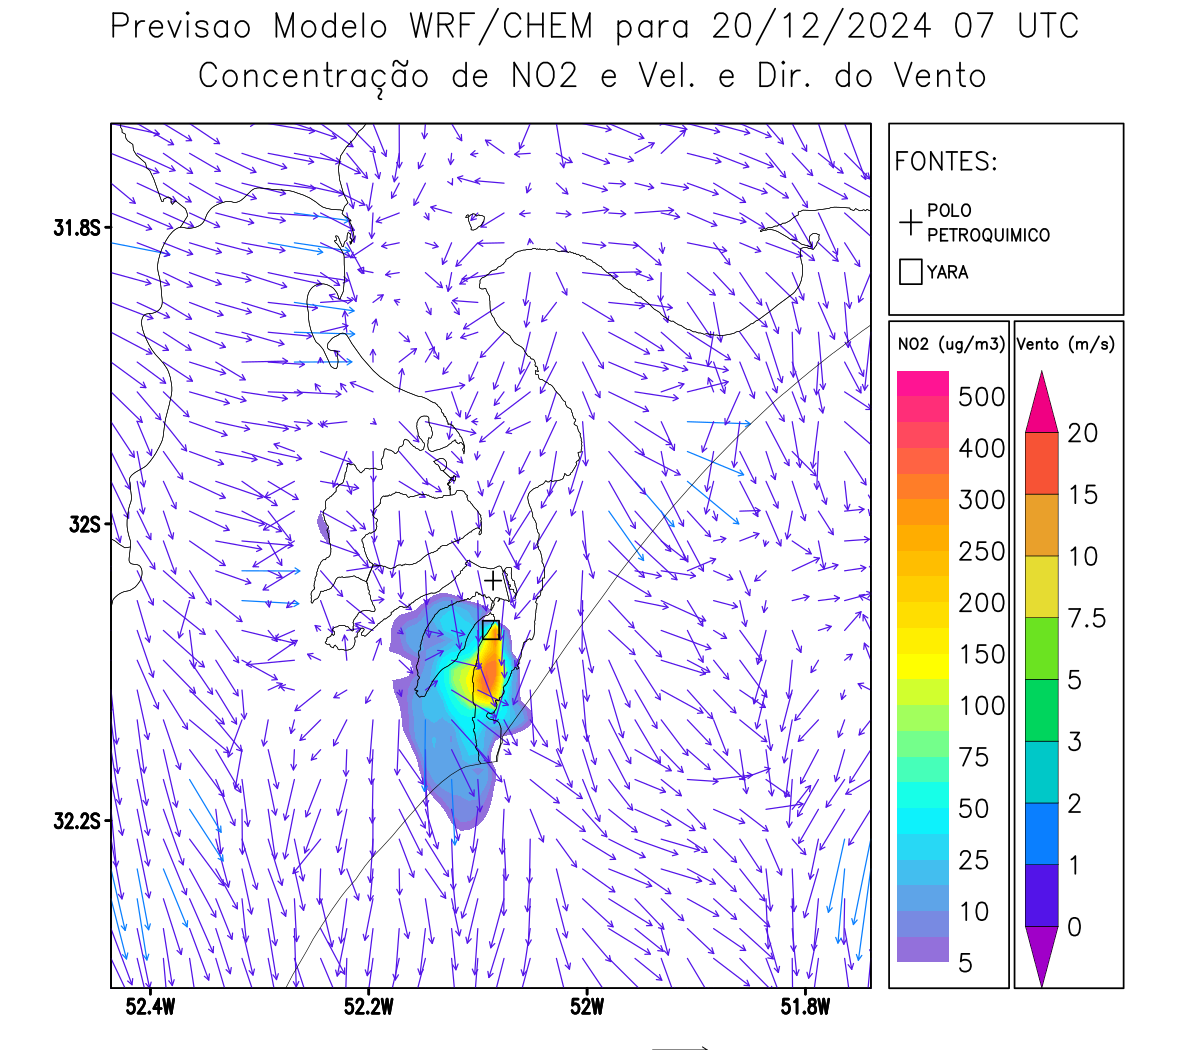 Previsao Modelo WRF/CHEM para 20/12/2024 07 UTC
Concentração de NO2 e Vel. e Dir. do Vento
FONTES:
POLO
PETROQUIMICO
YARA
NO2 (ug/m3)
500
400
300
250
200
150
100
75
50
25
10
5
Vento (m/s)
20
15
10
7.5
5
3
2
1
0
31.8S
32S
32.2S
52.4W
52.2W
52W
51.8W